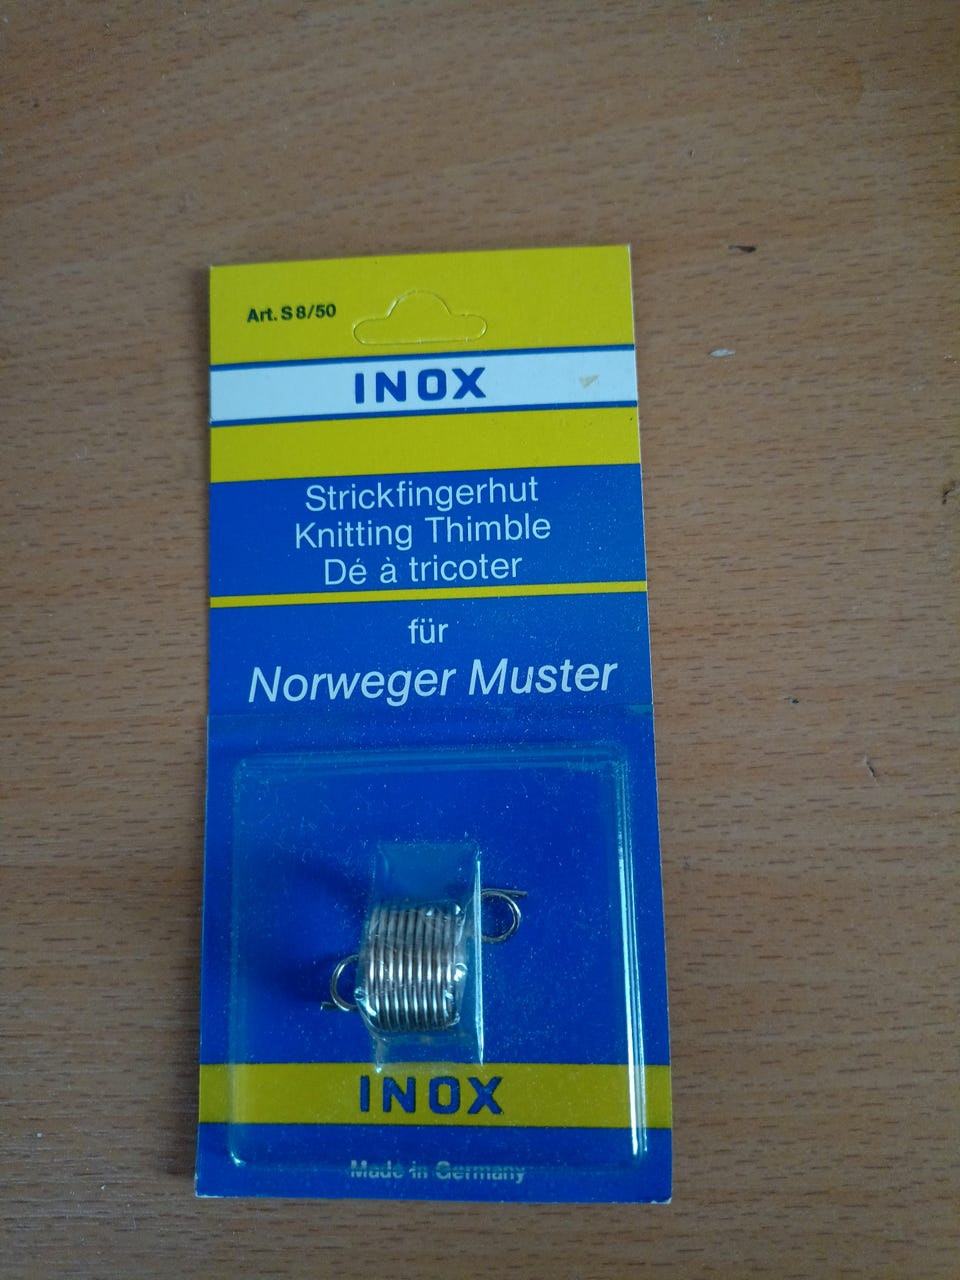 Art. S 8/50
INOX
Strickfingerhut
Knitting Thimble
Dé à tricoter
für
Norweger Muster
INOX
Made in Germany